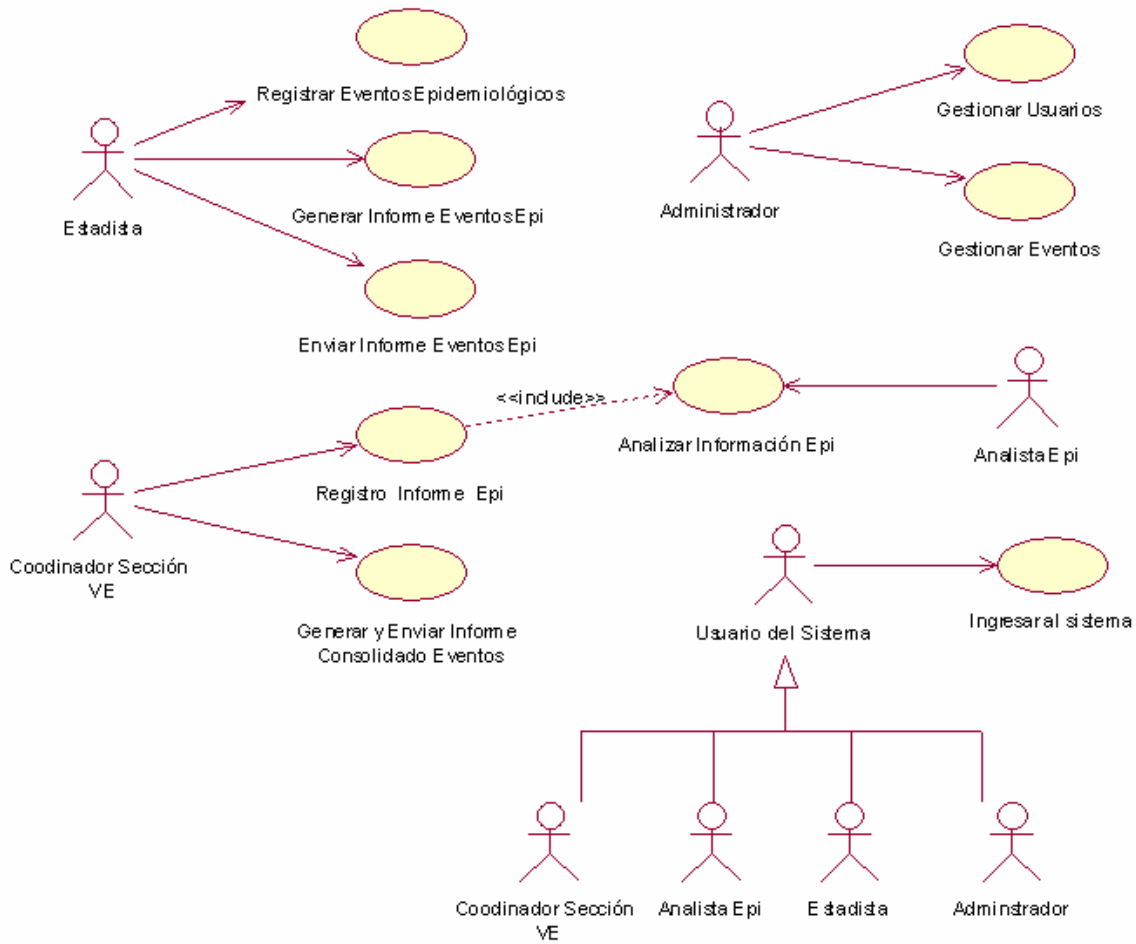 Registrar Eventos Epidemiológicos
Estadista
Generar Informe Eventos Epi
Enviar Informe Eventos Epi
Gestionar Usuarios
Administrador
Gestionar Eventos
<<include>>
Analizar Información Epi
Analista Epi
Registro Informe Epi
Coodinador Sección
VE
Generar y Enviar Informe
Consolidado Eventos
Usuario del Sistema
Ingresar al sistema
Coodinador Sección
VE
Analista Epi
Estadista
Adminstrador